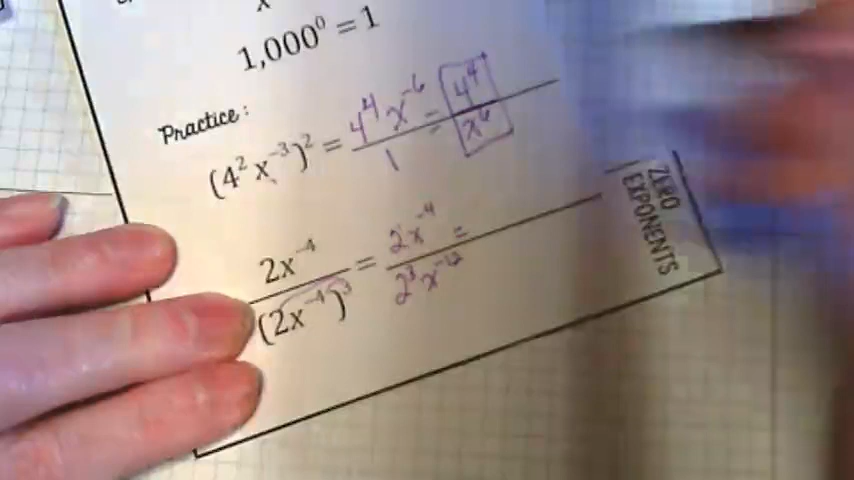 1,000⁰ = 1
Practice:
(4²x⁻³)² = 4⁴x⁻⁶/1 = 4⁴/x⁶
2x⁻⁴/(2x⁻⁴)³ = 2x⁻⁴/2³x⁻¹² =
ZERO
EXPONENTS